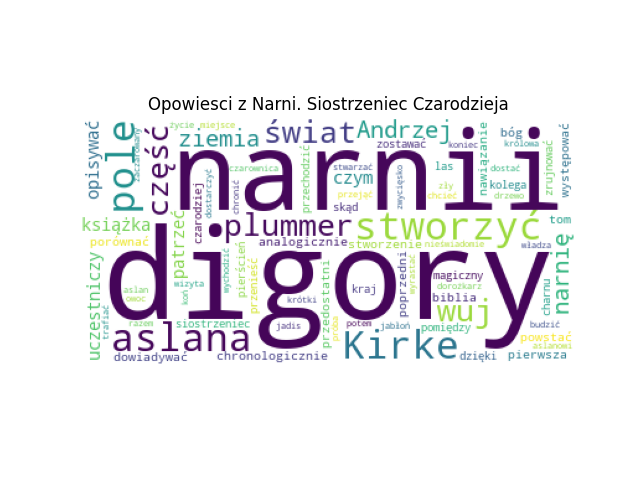 Opowiesci z Narni. Siostrzeniec Czarodzieja
opisywać
pole
zaczarowany
część
życie
miejsce
ziemia
świat
Andrzej
zostawać
nawiązanie
bóg
koniec
królowa
zrujnować
występować
narnii
czarodziej
dostarczyć
czarownica
chronić
przechodzić
stwarzać
czym
przejąć
skąd
zwycięsko
las
zły
chcieć
dostać
kolega
drzewo
książka
porównać
patrzeć
plummer
analogicznie
stworzyć
stworzenie
nieświadomie
tom
władza
narnię
digory
uczestniczy
trafiać
aslan
owoc
razem
wizyta
koń
wychodzić
pierścień
przenieść
krótki
przedostatni
kraj
wyrastać
poprzedni
magiczny
dorożkarz
biblia
wuj
charnu
siostrzeniec
aslana
jadis
potem
jabłoń
pomiędzy
budzić
powstać
aslanowi
dowiadywać
chronologicznie
Kirke
dzięki
pierwsza